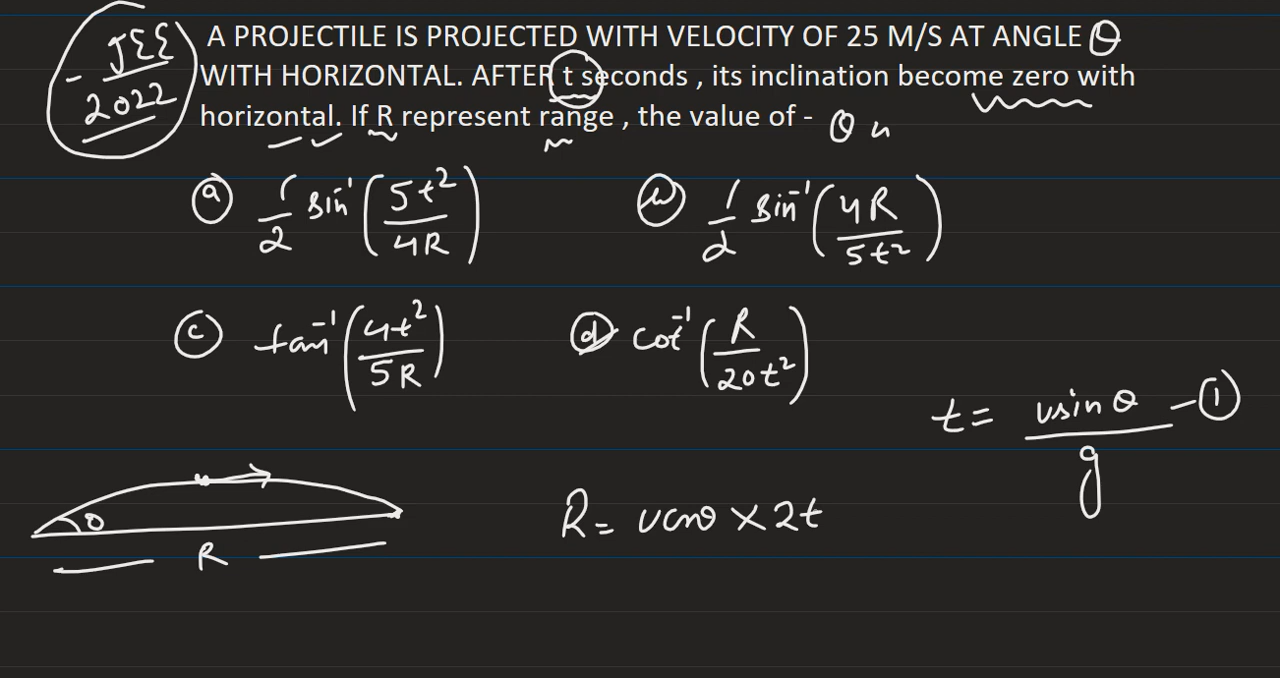 - JEE
2022
A PROJECTILE IS PROJECTED WITH VELOCITY OF 25 M/S AT ANGLE θ
WITH HORIZONTAL. AFTER t seconds , its inclination become zero with
horizontal. If R represent range , the value of - θ is
(a) 1/2 sin⁻¹(5t²/4R)
(b) 1/2 sin⁻¹(4R/5t²)
(c) tan⁻¹(4t²/5R)
(d) cot⁻¹(R/20t²)
t = usinθ/g - ①
θ
R
R = ucosθ × 2t